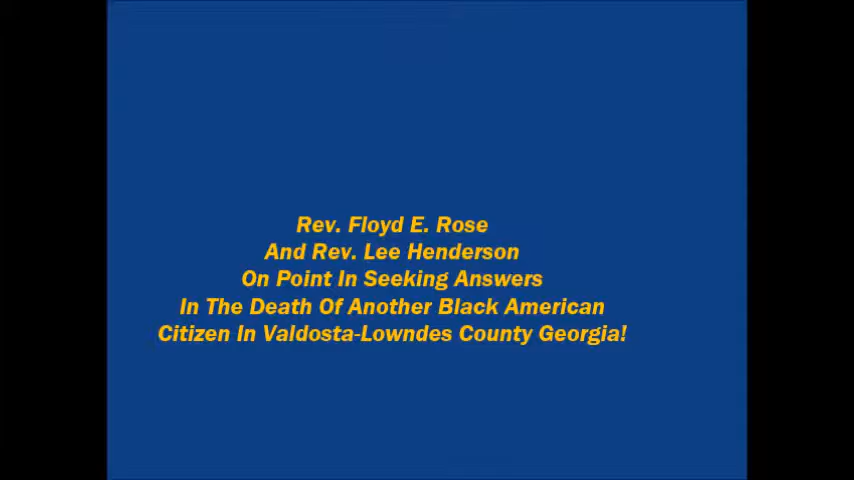 Rev. Floyd E. Rose
And Rev. Lee Henderson
On Point In Seeking Answers
In The Death Of Another Black American
Citizen In Valdosta-Lowndes County Georgia!